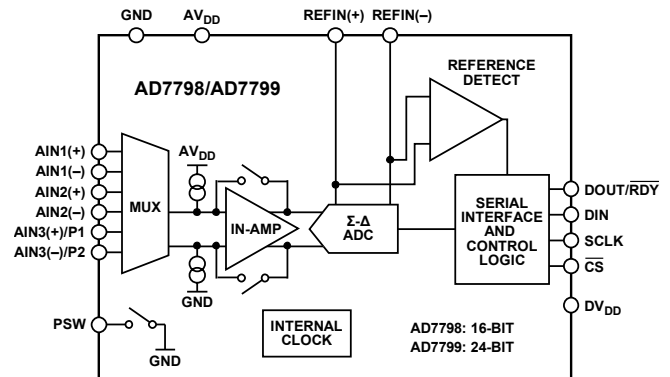 GND
AVDD
REFIN(+)
REFIN(–)
REFERENCE
DETECT
AD7798/AD7799
AIN1(+)
AIN1(–)
AIN2(+)
AIN2(–)
AIN3(+)/P1
AIN3(–)/P2
MUX
AVDD
IN-AMP
GND
Σ-Δ
ADC
SERIAL
INTERFACE
AND
CONTROL
LOGIC
DOUT/RDY
DIN
SCLK
CS
DVDD
PSW
GND
INTERNAL
CLOCK
AD7798: 16-BIT
AD7799: 24-BIT